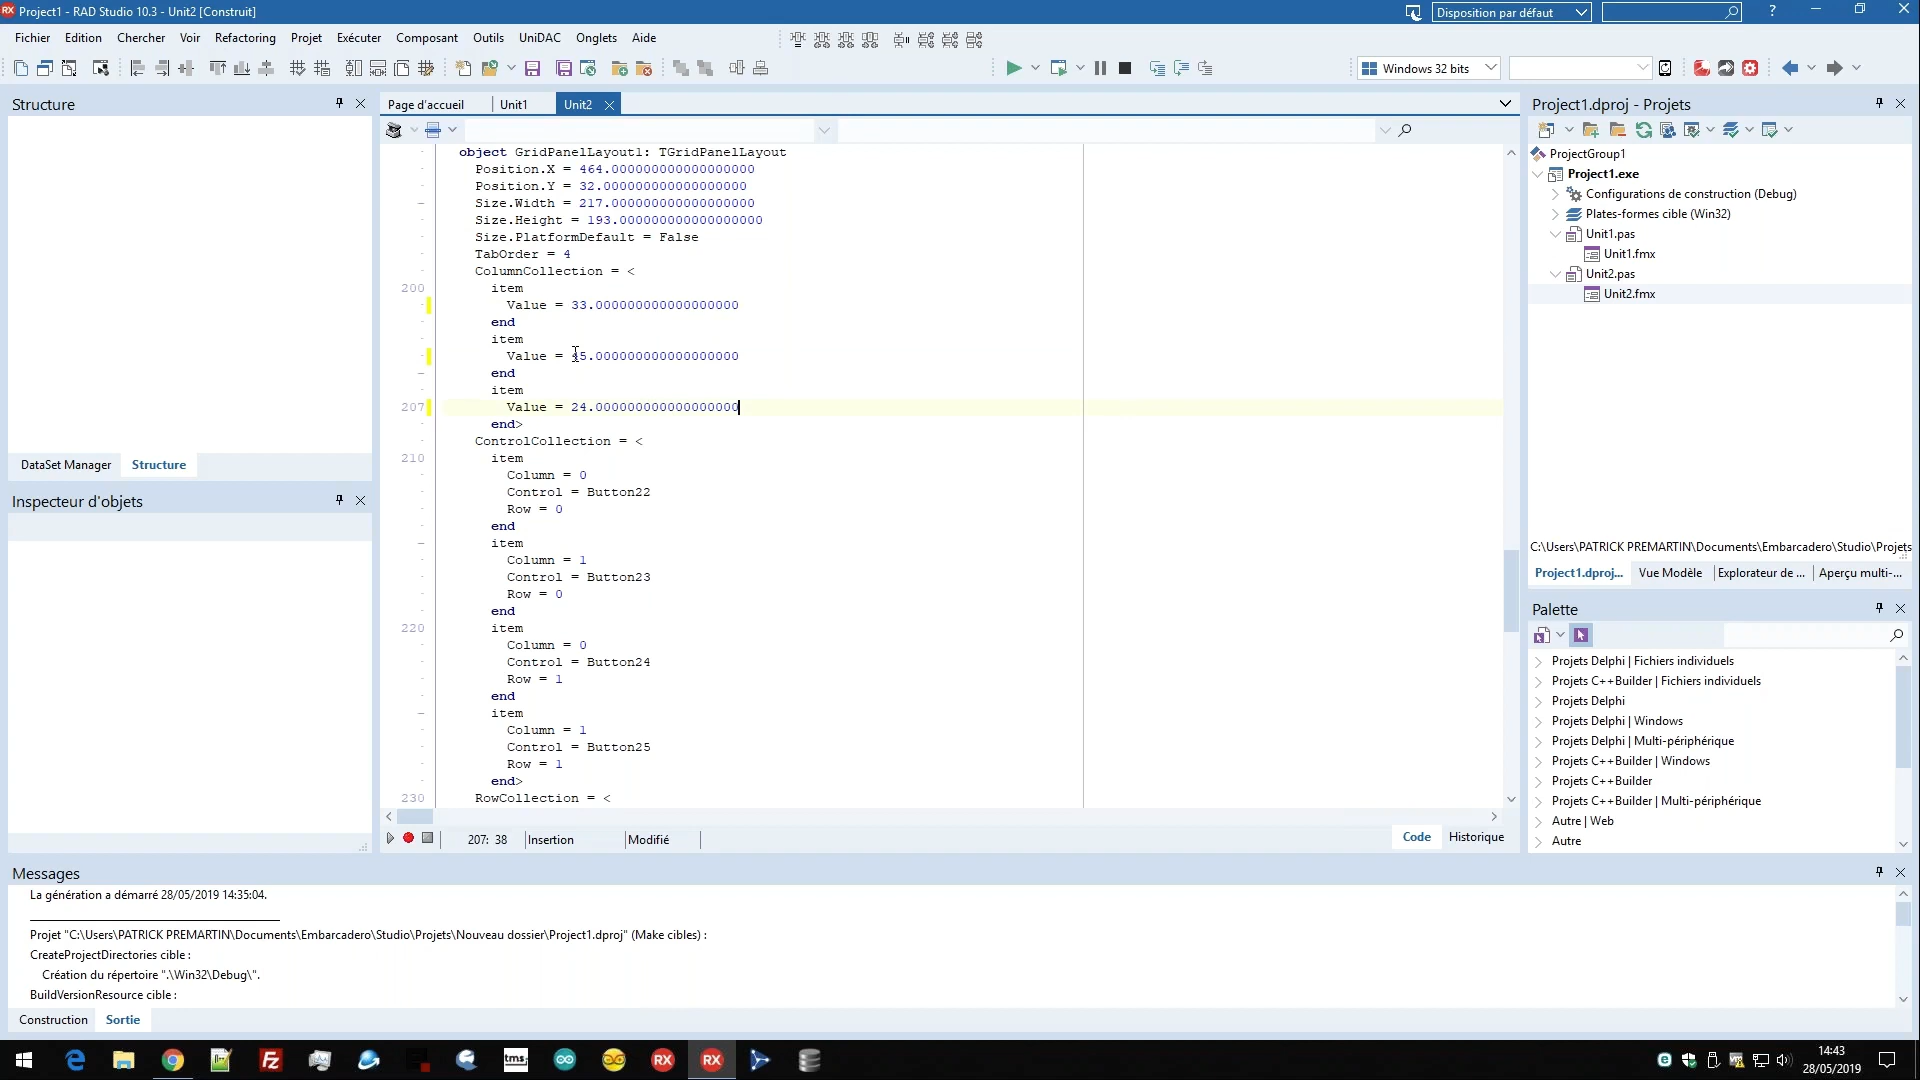 Project1 - RAD Studio 10.3 - Unit2 [Construit]
Disposition par défaut
Fichier Edition Chercher Voir Refactoring Projet Exécuter Composant Outils UniDAC Onglets Aide
Windows 32 bits
Structure
Page d'accueil Unit1 Unit2
Project1.dproj - Projets
object GridPanelLayout1: TGridPanelLayout
Position.X = 464.000000000000000000
Position.Y = 32.000000000000000000
Size.Width = 217.000000000000000000
Size.Height = 193.000000000000000000
Size.PlatformDefault = False
TabOrder = 4
ColumnCollection = <
200 item
Value = 33.000000000000000000
end
item
Value = 5.000000000000000000
end
item
207 Value = 24.000000000000000000
end>
ControlCollection = <
210 item
Column = 0
Control = Button22
Row = 0
end
item
Column = 1
Control = Button23
Row = 0
end
220 item
Column = 0
Control = Button24
Row = 1
end
item
Column = 1
Control = Button25
Row = 1
end>
230 RowCollection = <
207: 38 Insertion Modifié
Code Historique
DataSet Manager Structure
Inspecteur d'objets
ProjectGroup1
Project1.exe
Configurations de construction (Debug)
Plates-formes cible (Win32)
Unit1.pas
Unit1.fmx
Unit2.pas
Unit2.fmx
C:\Users\PATRICK PREMARTIN\Documents\Embarcadero\Studio\Projets
Project1.dproj... Vue Modèle Explorateur de ... Aperçu multi-...
Palette
Projets Delphi | Fichiers individuels
Projets C++Builder | Fichiers individuels
Projets Delphi
Projets Delphi | Windows
Projets Delphi | Multi-périphérique
Projets C++Builder | Windows
Projets C++Builder
Projets C++Builder | Multi-périphérique
Autre | Web
Autre
Messages
La génération a démarré 28/05/2019 14:35:04.
Projet "C:\Users\PATRICK PREMARTIN\Documents\Embarcadero\Studio\Projets\Nouveau dossier\Project1.dproj" (Make cibles) :
CreateProjectDirectories cible :
Création du répertoire ".\Win32\Debug\".
BuildVersionResource cible :
Construction Sortie
tms
RX RX
14:43
28/05/2019